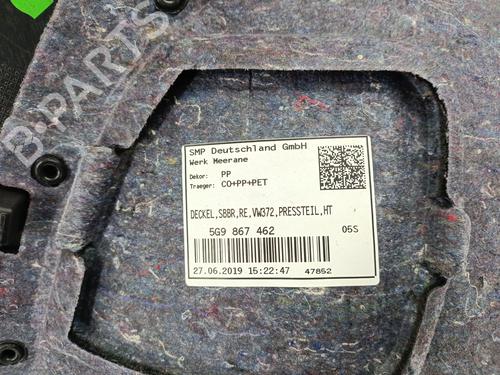 SMP Deutschland GmbH
Werk Meerane
Dekor: PP
Traeger: CO+PP+PET
DECKEL,SBBR,RE,VW372,PRESSTEIL,HT
5G9 867 462 05S
27.06.2019 15:22:47 47852
B-PARTS